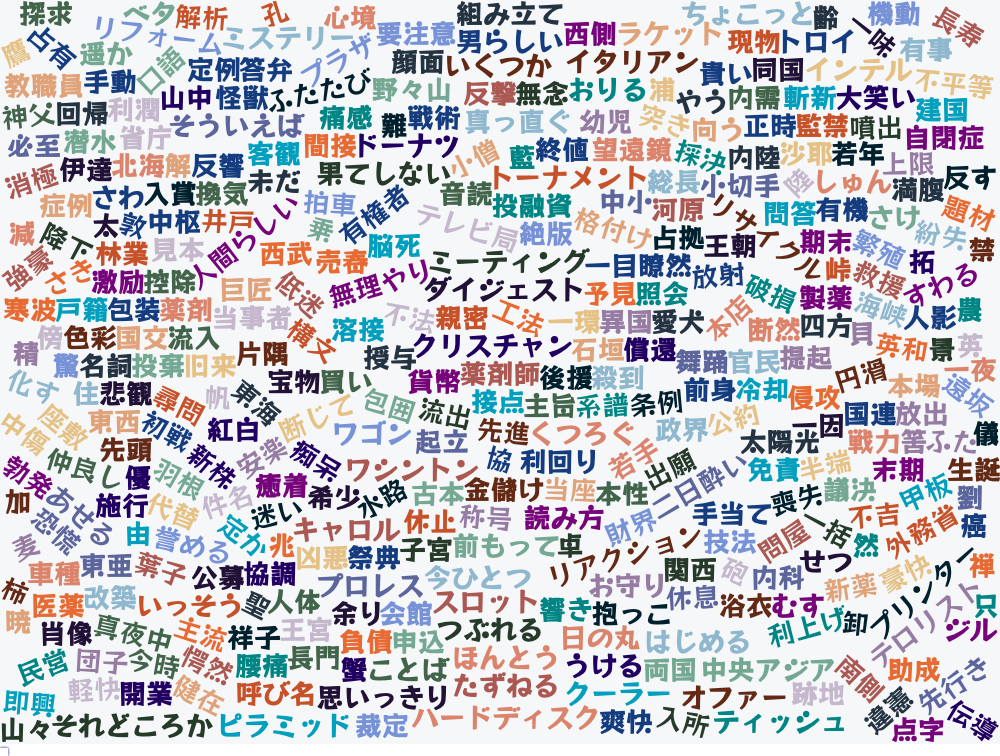 探求 ベタ 解析 孔 心境 組み立て ちょこっと 齢 機動 長寿
鷹 占有 遥か リフォーム ミステリー プラザ 要注意 男らしい 西側 ラケット 現物 トロイ 一味 有事
教職員 手動 口語 定例 答弁 顔面 いくつか イタリアン 貴い 同国 インテル 不平等
神父 回帰 利潤 山中 怪獣 ふたたび 野々山 反撃 無念 おりる 浦 やう 内需 斬新 大笑い 建国
必至 潜水 省庁 そういえば 痛感 難 戦術 真っ直ぐ 幼児 突き 向う 正時 監禁 噴出 自閉症
消極 伊達 北海 解 反響 客観 間接 ドーナツ 小僧 藍 終値 望遠鏡 採決 内陸 沙耶 若年 上限
症例 さわ 入賞 換気 未だ 果てしない 音読 トーナメント 総長 小切手 しゅん 満腹 反す
減 降下 太 敦 中枢 井戸 拍車 乗 有権者 テレビ局 投融資 絶版 格付け 中小 河原 リサイクル 問答 有機 さけ 紛失 題材
強豪 さき 林業 見本 人間らしい 西武 売春 脳死 ミーティング 一目瞭然 占拠 王朝 放射 期末 峠 繁殖 救援 拓 禁
激励 控除 巨匠 低迷 無理やり ダイジェスト 予見 照会 破損 製薬 海峡 すわる
寒波 戸籍 包装 薬剤 当事者 構文 溶接 不法 親密 工法 一環 異国 愛犬 本店 断然 四方 貝 人影 農
精 傍 色彩 国交 流入 片隅 授与 クリスチャン 石垣 償還 舞踊 官民 提起 英和 景 英
驚 名詞 投棄 旧来 宝物 買い 貨幣 薬剤師 後援 殺到 前身 冷却 侵攻 円滑 本場 一夜 遠坂
化す 住 悲観 尋問 帆 東海 断じて 包囲 流出 接点 主旨 系譜 条例 政界 公約 一因 国連 放出
中傷 座敷 東西 初戦 紅白 ワゴン 起立 先進 くつろぐ 太陽光 戦力 苦 ふた 儀
仲良し 先頭 羽根 新株 安楽 痴呆 ワシントン 協 利回り 若手 出願 二日酔い 免責 半端 末期 生誕
勃発 加 あせる 優 施行 代替 件名 癒着 希少 水路 古本 金儲け 当座 本性 財界 手当て 喪失 議決 甲板 劉
麦 恐慌 由 誉める 定か 迷い 兆 キャロル 休止 称号 読み方 リアクション 技法 問屋 一括 不吉 然 外務省 癌
車種 東亜 葉子 公募 協調 凶悪 祭典 子宮 前もって 卓 関西 砲 内科 せつ 新薬 豪快 禅
柿 医薬 改築 いっそう 聖 人体 プロレス 今ひとつ お守り 休息 浴衣 むす 卸 プリンター 只
暁 肖像 真夜中 主流 祥子 王宮 余り 会館 スロット 響き 抱っこ 利上げ テロリスト ジル
民営 団子 今時 愕然 腰痛 長門 負債 申込 つぶれる 日の丸 はじめる
即興 軽快 開業 健在 呼び名 蟹 ことば ほんとう うける 両国 中央アジア 南側 助成 先行き
思いっきり たずねる クーラー オファー 跡地 違憲 伝導
山々 それどころか ピラミッド 裁定 ハードディスク 爽快 入所 ティッシュ 点字